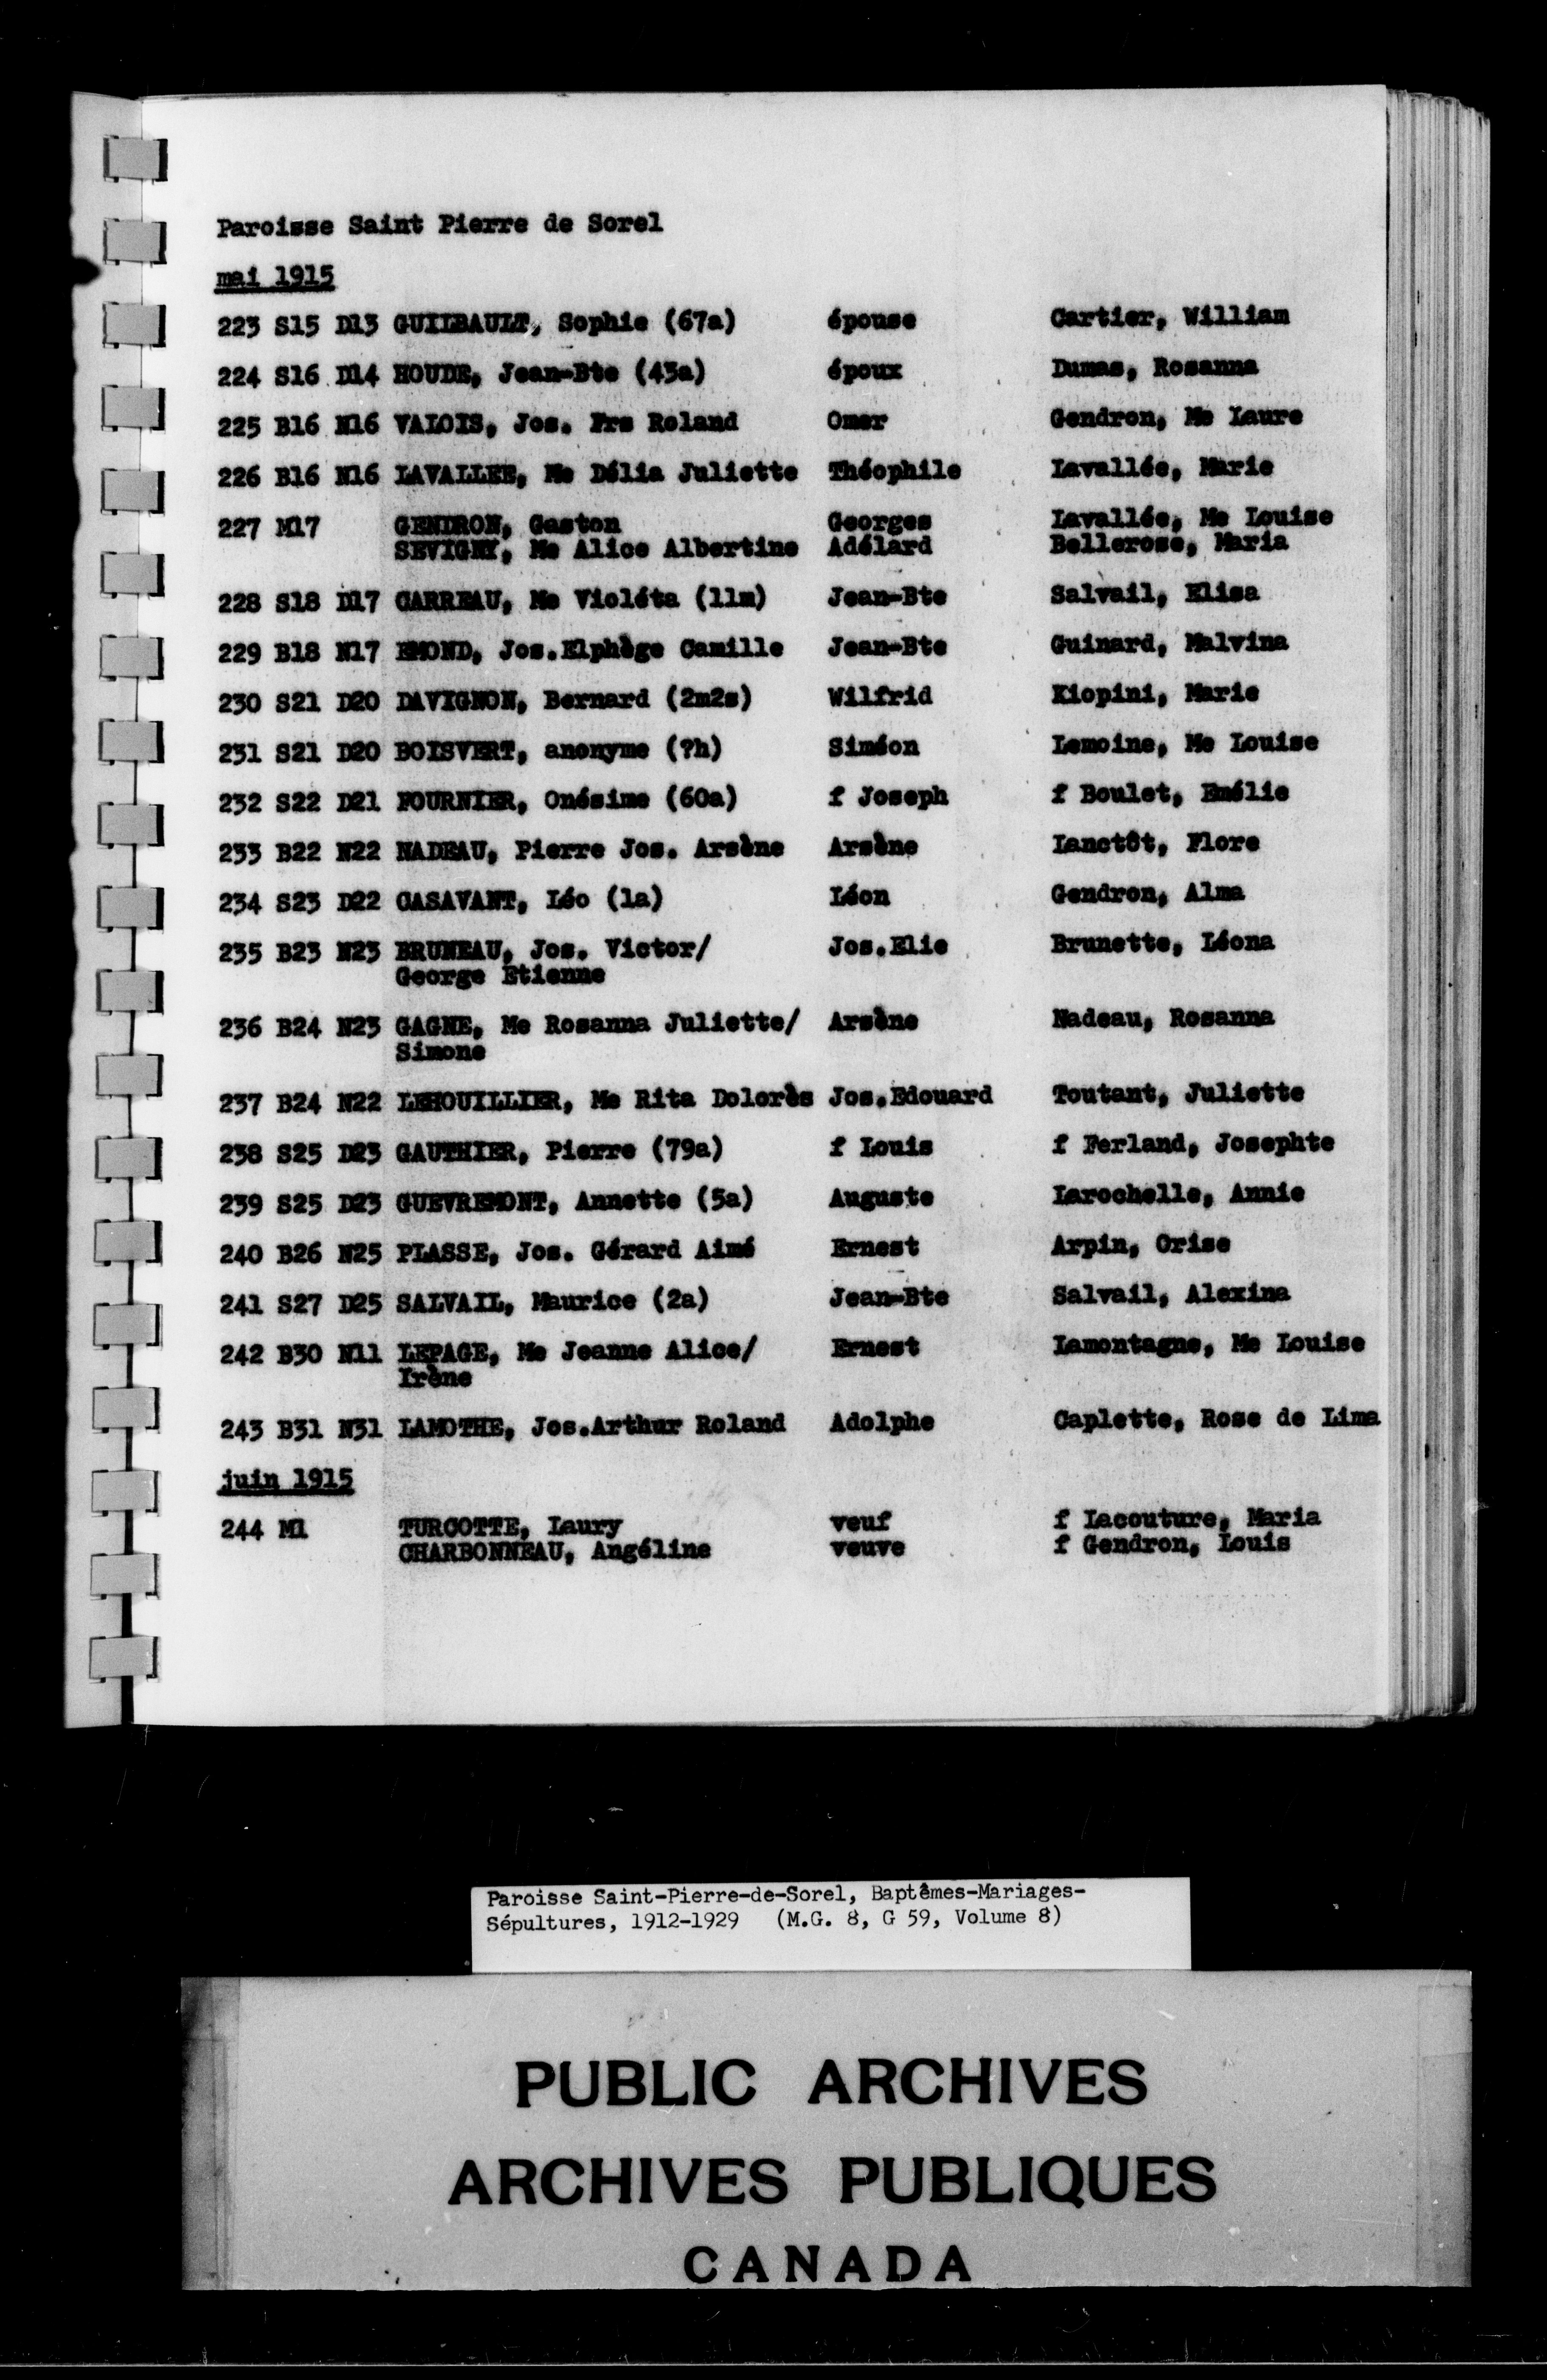 Paroisse Saint Pierre de Sorel
mai 1915
223 S15 D13 GUILBAULT, Sophie (67a) épouse Cartier, William
224 S16 D14 HOUDE, Jean-Bte (43a) époux Dumas, Rosanna
225 B16 N16 VALOIS, Jos. Frs Roland Omer Gendron, Me Laure
226 B16 N16 LAVALLEE, Me Délia Juliette Théophile Lavallée, Marie
227 M17 GENDRON, Gaston Georges Lavallée, Me Louise
SEVIGNY, Me Alice Albertine Adélard Bellerose, Maria
228 S18 D17 CARREAU, Me Violéta (11m) Jean-Bte Salvail, Elisa
229 B18 N17 EMOND, Jos.Elphège Camille Jean-Bte Guinard, Malvina
230 S21 D20 DAVIGNON, Bernard (2m2s) Wilfrid Kiopini, Marie
231 S21 D20 BOISVERT, anonyme (?h) Siméon Lemoine, Me Louise
232 S22 D21 FOURNIER, Onésime (60a) f Joseph f Boulet, Emélie
233 B22 N22 NADEAU, Pierre Jos. Arsène Arsène Lanctôt, Flore
234 S23 D22 CASAVANT, Léo (1a) Léon Gendron, Alma
235 B23 N23 BRUNEAU, Jos. Victor/ Jos.Elie Brunette, Léona
George Etienne
236 B24 N23 GAGNE, Me Rosanna Juliette/ Arsène Nadeau, Rosanna
Simone
237 B24 N22 LEHOUILLIER, Me Rita Dolorès Jos.Edouard Toutant, Juliette
238 S25 D23 GAUTHIER, Pierre (79a) f Louis f Ferland, Josephte
239 S25 D23 GUEVREMONT, Annette (5a) Auguste Larochelle, Annie
240 B26 N25 PLASSE, Jos. Gérard Aimé Ernest Arpin, Orise
241 S27 D25 SALVAIL, Maurice (2a) Jean-Bte Salvail, Alexina
242 B30 N11 LEPAGE, Me Jeanne Alice/ Ernest Lamontagne, Me Louise
Irène
243 B31 N31 LAMOTHE, Jos.Arthur Roland Adolphe Caplette, Rose de Lima
juin 1915
244 M1 TURCOTTE, Laury veuf f Lacouture, Maria
CHARBONNEAU, Angéline veuve f Gendron, Louis
Paroisse Saint-Pierre-de-Sorel, Baptêmes-Mariages-
Sépultures, 1912-1929 (M.G. 8, G 59, Volume 8)
PUBLIC ARCHIVES
ARCHIVES PUBLIQUES
CANADA